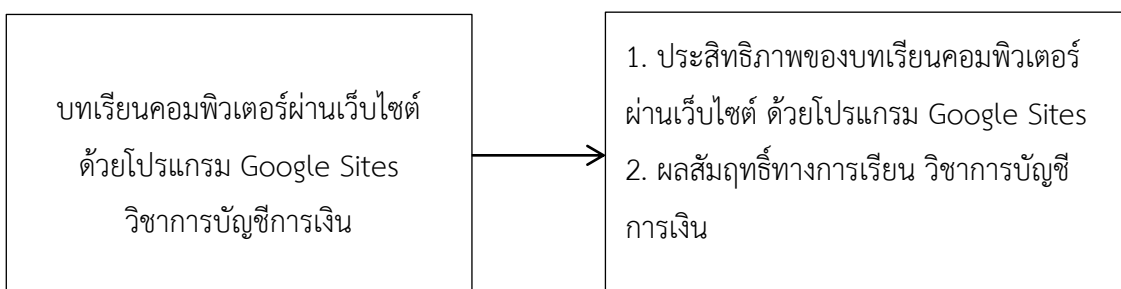 บทเรียนคอมพิวเตอร์ผ่านเว็บไซต์
ด้วยโปรแกรม Google Sites
วิชาการบัญชีการเงิน
1. ประสิทธิภาพของบทเรียนคอมพิวเตอร์
ผ่านเว็บไซต์ ด้วยโปรแกรม Google Sites
2. ผลสัมฤทธิ์ทางการเรียน วิชาการบัญชี
การเงิน